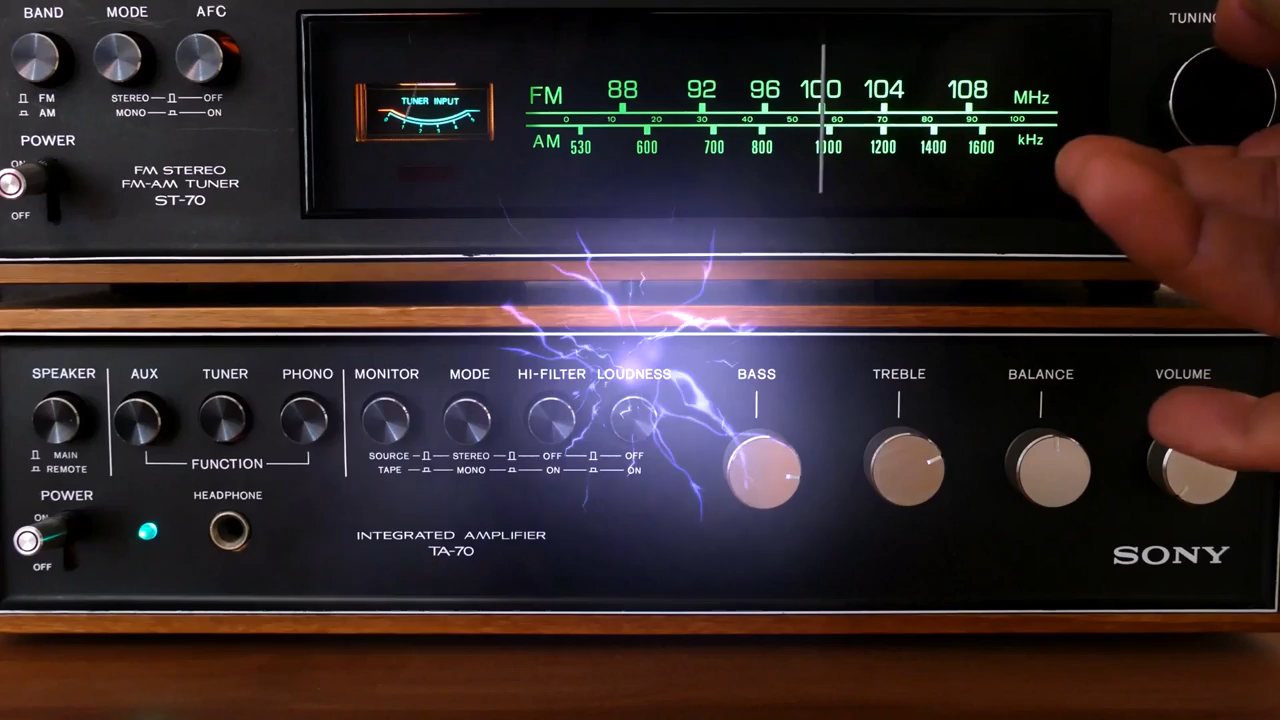 BAND MODE AFC
TUNING
FM
AM
STEREO OFF
MONO ON
POWER
ON
OFF
FM STEREO
FM-AM TUNER
ST-70
TUNER INPUT
FM 88 92 96 100 104 108 MHz
0 10 20 30 40 50 60 70 80 90 100
AM 530 600 700 800 1000 1200 1400 1600 kHz
SPEAKER AUX TUNER PHONO MONITOR MODE HI-FILTER LOUDNESS BASS TREBLE BALANCE VOLUME
MAIN
REMOTE
FUNCTION
SOURCE STEREO OFF OFF
TAPE MONO ON ON
POWER
ON
OFF
HEADPHONE
INTEGRATED AMPLIFIER
TA-70
SONY